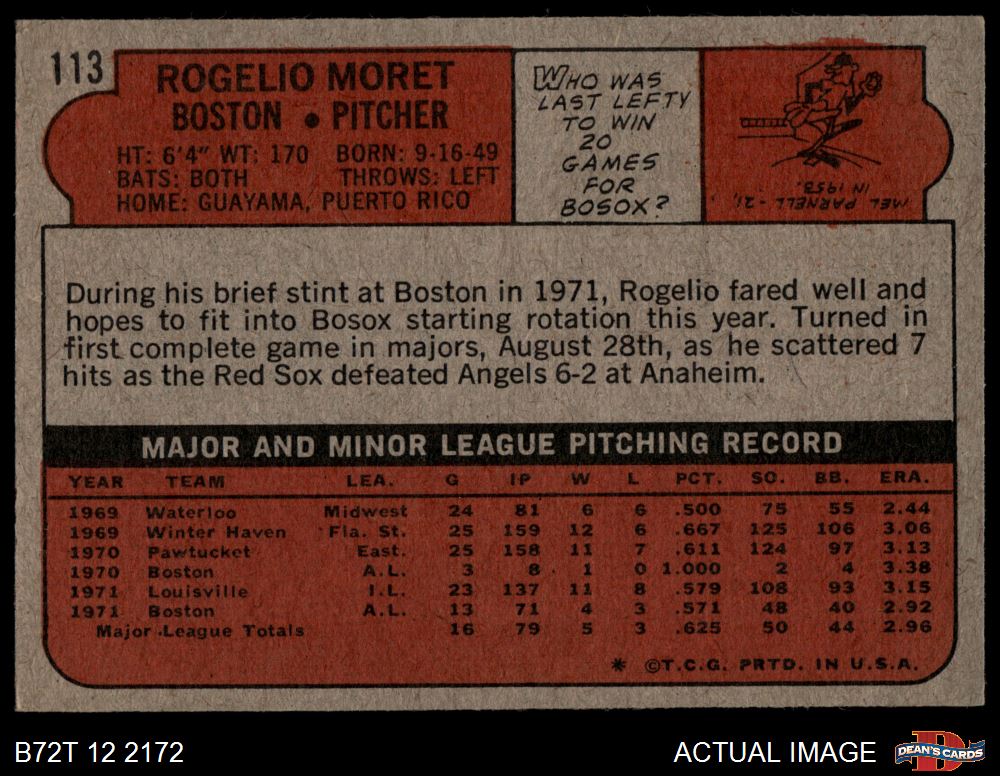 113
ROGELIO MORET
BOSTON • PITCHER
HT: 6'4" WT: 170 BORN: 9-16-49
BATS: BOTH THROWS: LEFT
HOME: GUAYAMA, PUERTO RICO
WHO WAS
LAST LEFTY
TO WIN
20
GAMES
FOR
BOSOX?
MEL PARNELL - 21,
IN 1953.
During his brief stint at Boston in 1971, Rogelio fared well and
hopes to fit into Bosox starting rotation this year. Turned in
first complete game in majors, August 28th, as he scattered 7
hits as the Red Sox defeated Angels 6-2 at Anaheim.
MAJOR AND MINOR LEAGUE PITCHING RECORD
YEAR TEAM LEA. G IP W L PCT. SO. BB. ERA.
1969 Waterloo Midwest 24 81 6 6 .500 75 55 2.44
1969 Winter Haven Fla. St. 25 159 12 6 .667 125 106 3.06
1970 Pawtucket East. 25 158 11 7 .611 124 97 3.13
1970 Boston A.L. 3 8 1 0 1.000 2 4 3.38
1971 Louisville I.L. 23 137 11 8 .579 108 93 3.15
1971 Boston A.L. 13 71 4 3 .571 48 40 2.92
Major League Totals 16 79 5 3 .625 50 44 2.96
* ©T.C.G. PRTD. IN U.S.A.
B72T 12 2172
ACTUAL IMAGE
DEAN'S CARDS